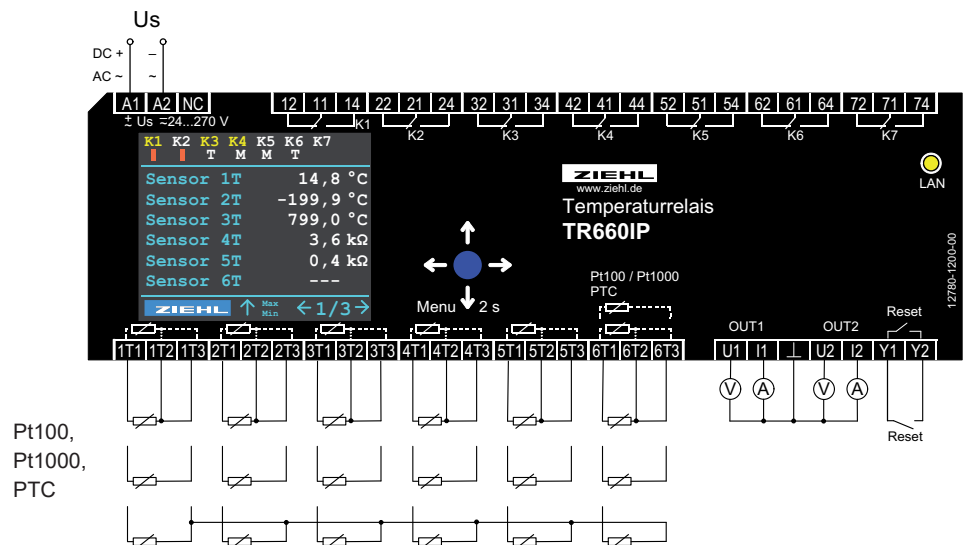 Us
DC + –
AC ~ ~
A1 A2 NC 12 11 14 22 21 24 32 31 34 42 41 44 52 51 54 62 61 64 72 71 74
± ~ Us ≂24...270 V K1 K2 K3 K4 K5 K6 K7
K1 K2 K3 K4 K5 K6 K7
T M M T
Sensor 1T 14,8 °C
Sensor 2T -199,9 °C
Sensor 3T 799,0 °C
Sensor 4T 3,6 kΩ
Sensor 5T 0,4 kΩ
Sensor 6T ---
ZIEHL ↑ Max Min ←1/3→
ZIEHL
www.ziehl.de
Temperaturrelais
TR660IP
LAN
12780-1200-00
Menu 2 s
Pt100 / Pt1000
PTC
OUT1 OUT2 Reset
1T1 1T2 1T3 2T1 2T2 2T3 3T1 3T2 3T3 4T1 4T2 4T3 5T1 5T2 5T3 6T1 6T2 6T3 U1 I1 ⊥ U2 I2 Y1 Y2
V A V A
Reset
Pt100,
Pt1000,
PTC